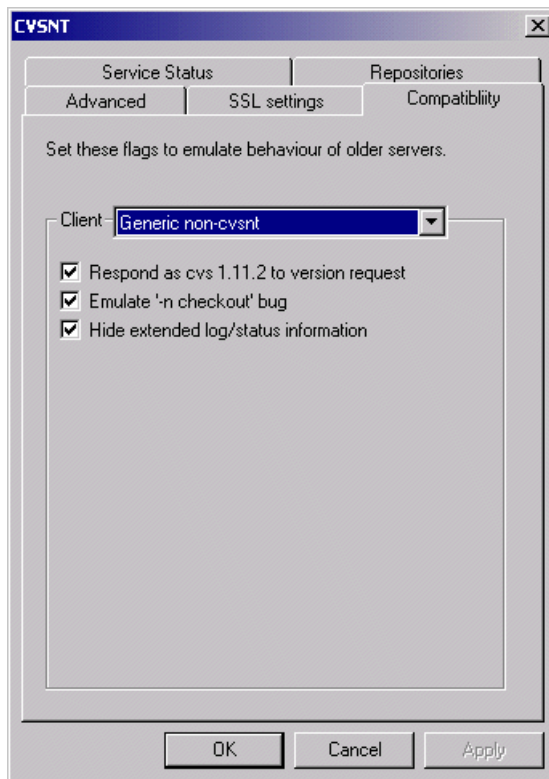 CVSNT
Service Status
Repositories
Advanced
SSL settings
Compatibliity
Set these flags to emulate behaviour of older servers.
Client
Generic non-cvsnt
Respond as cvs 1.11.2 to version request
Emulate '-n checkout' bug
Hide extended log/status information
OK
Cancel
Apply